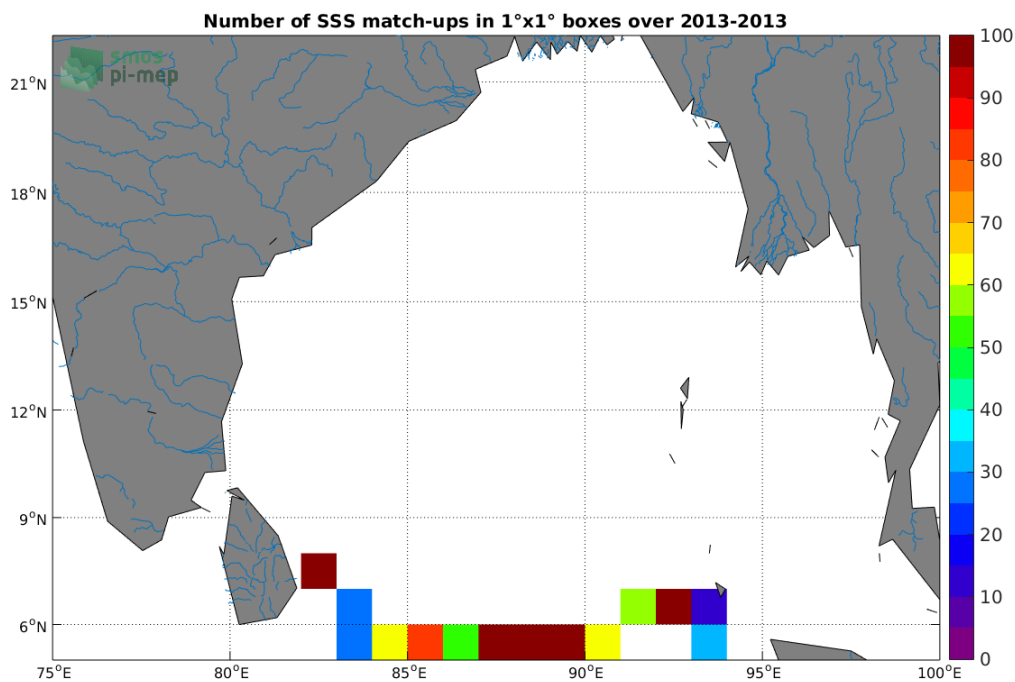 Number of SSS match-ups in 1°x1° boxes over 2013-2013
smos
pi-mep
21°N
18°N
15°N
12°N
9°N
6°N
75°E 80°E 85°E 90°E 95°E 100°E
100
90
80
70
60
50
40
30
20
10
0